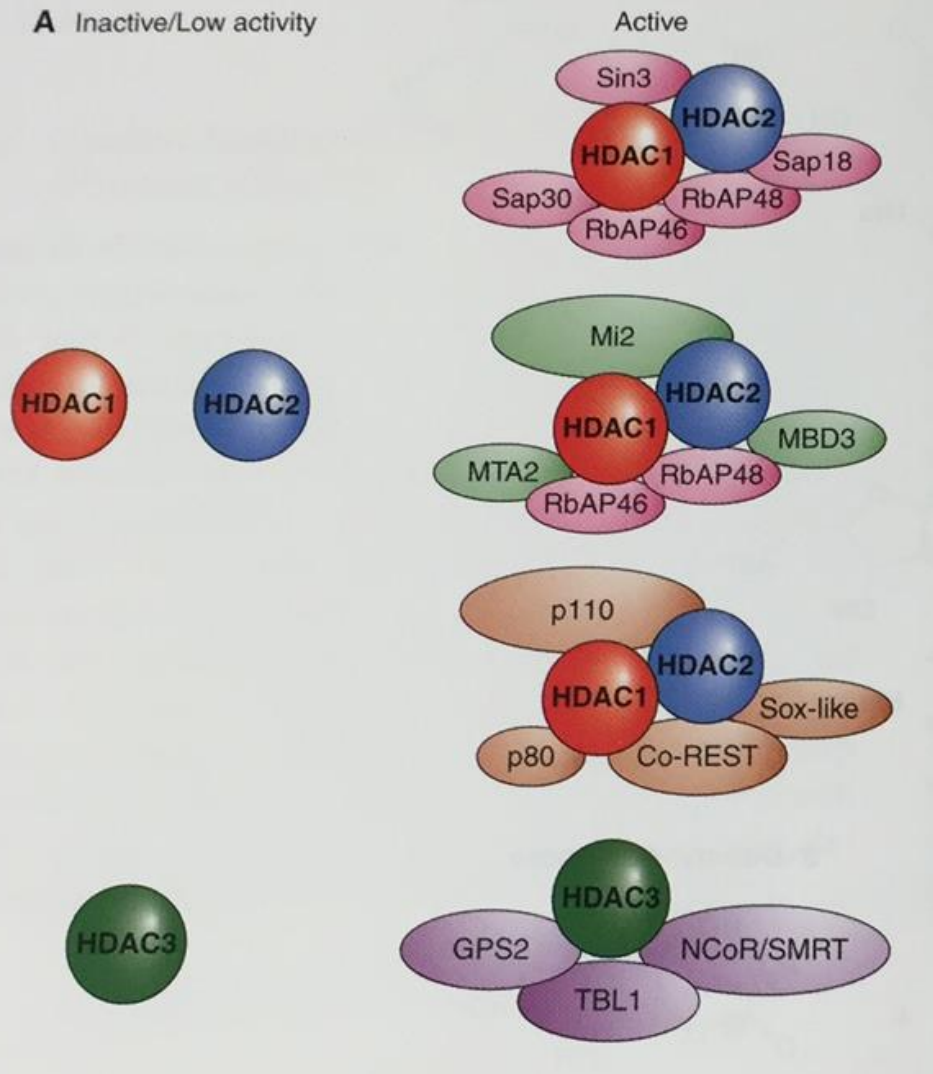 A Inactive/Low activity
Active
Sin3
HDAC2
HDAC1
Sap18
Sap30
RbAP48
RbAP46
Mi2
HDAC1
HDAC2
HDAC2
HDAC1
MBD3
MTA2
RbAP48
RbAP46
p110
HDAC2
HDAC1
Sox-like
p80
Co-REST
HDAC3
HDAC3
GPS2
NCoR/SMRT
TBL1